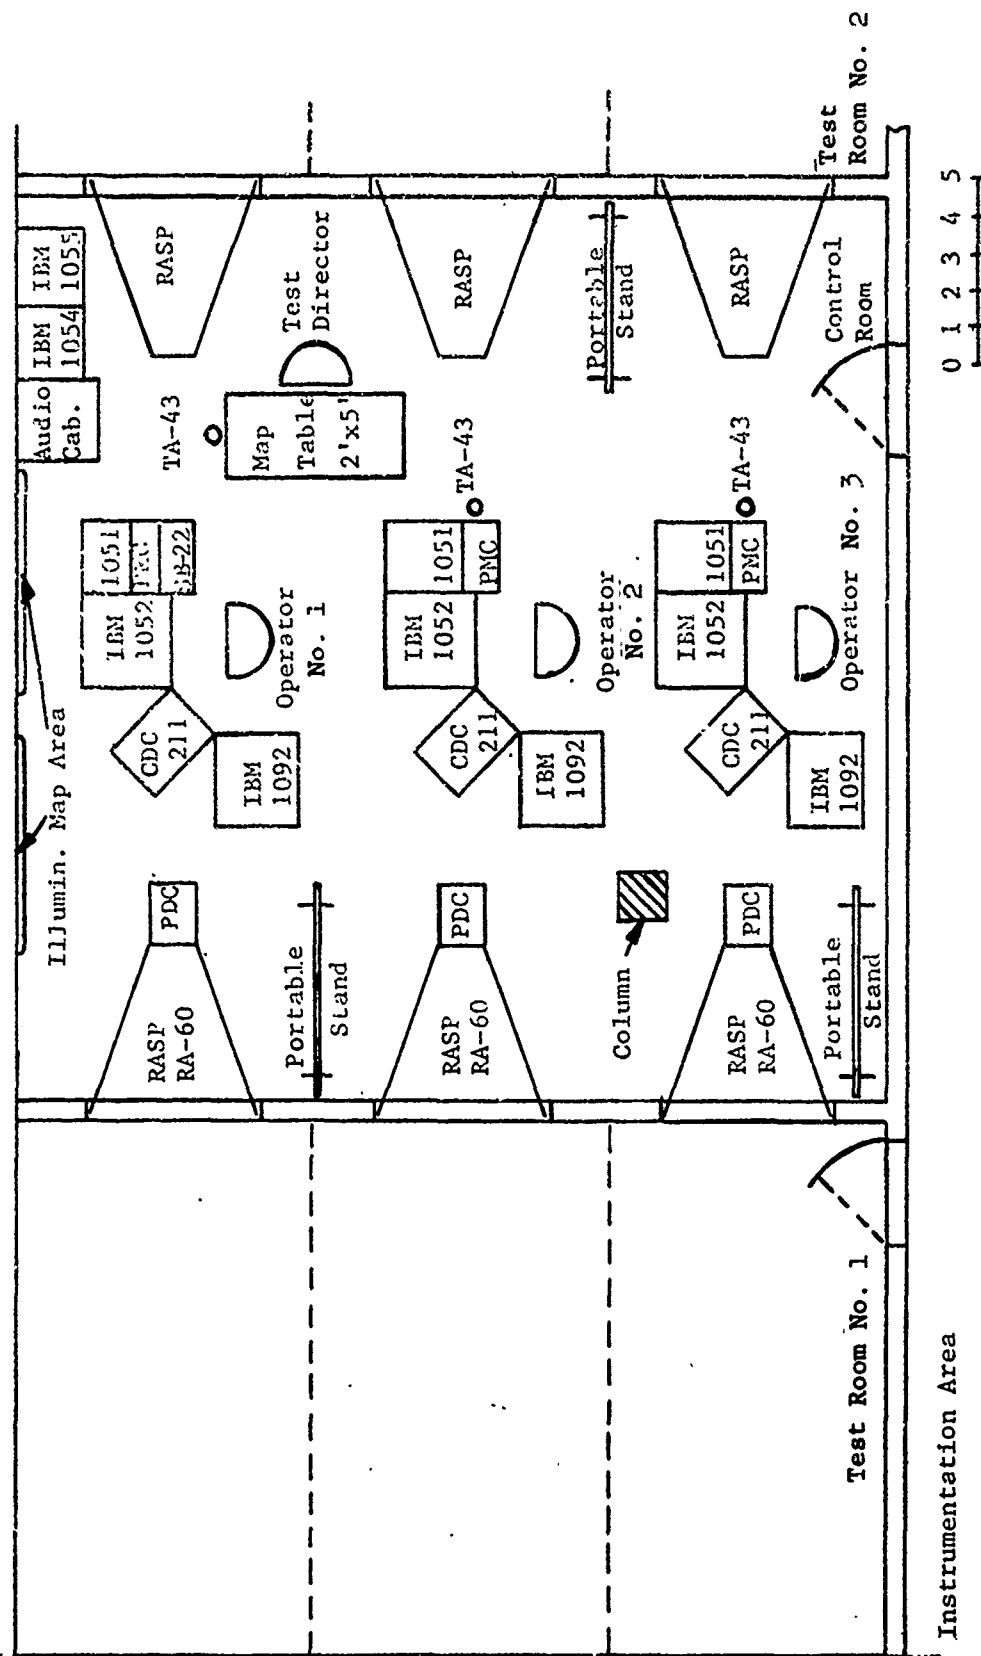 Audio
Cab.
IBM
1054
IBM
1055
Illumin. Map Area
RASP
TA-43
Test
Director
Map
Table
2'x5'
1051
SB-22
IBM
1052
CDC
211
IBM
1092
Operator
No. 1
PDC
RASP
RA-60
Portable
Stand
RASP
TA-43
1051
PMC
IBM
1052
CDC
211
IBM
1092
Operator
No. 2
PDC
RASP
RA-60
Portable
Stand
Column
RASP
TA-43
1051
PMC
IBM
1052
CDC
211
IBM
1092
Operator No. 3
PDC
RASP
RA-60
Portable
Stand
Control
Room
Test
Room No. 2
Test Room No. 1
Instrumentation Area
0 1 2 3 4 5